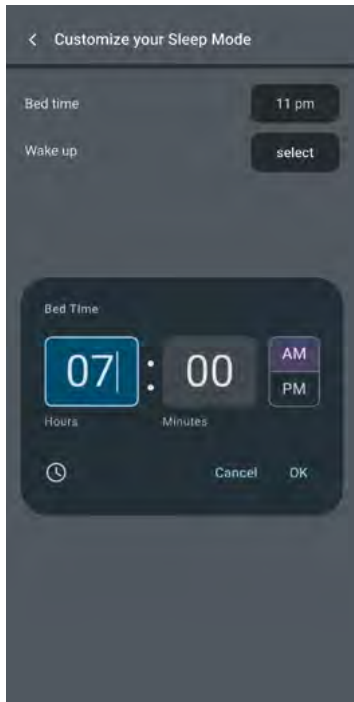 Customize your Sleep Mode
Bed time 11 pm
Wake up select
Bed TIme
07 : 00 AM
PM
Hours Minutes
Cancel OK